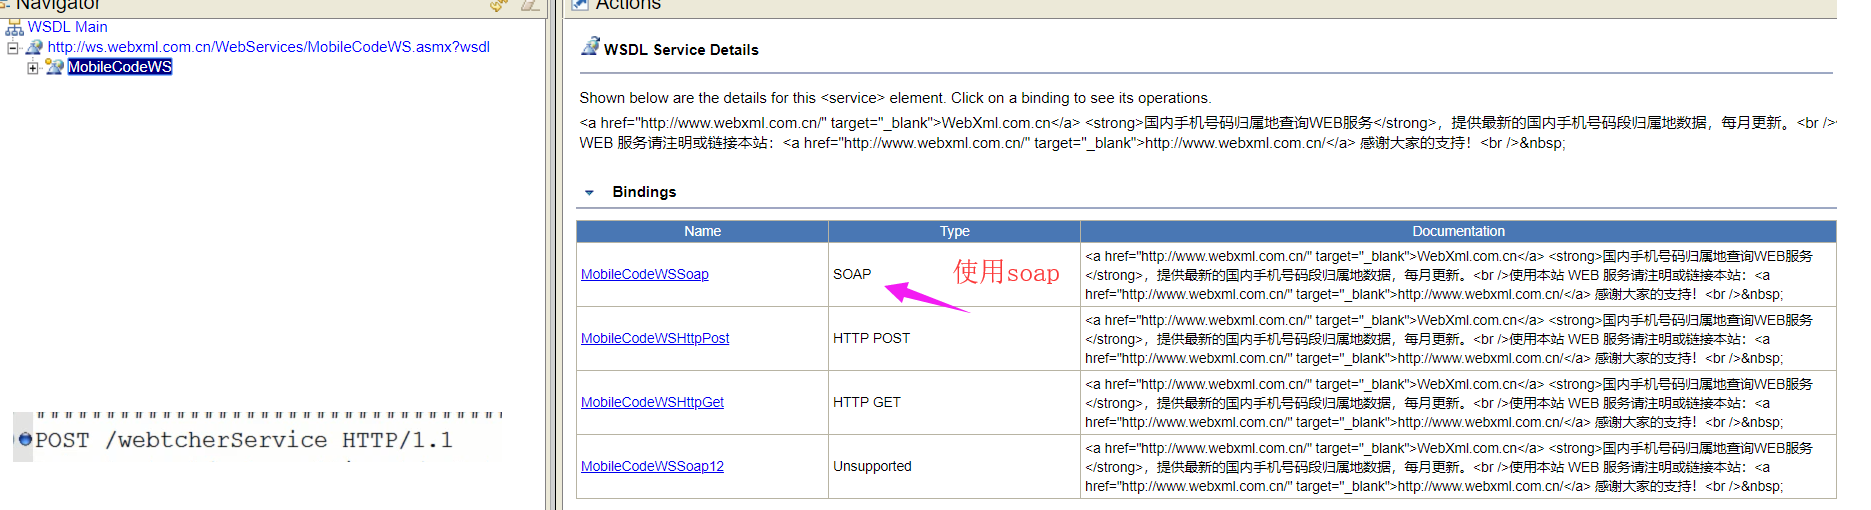 Navigator
WSDL Main
http://ws.webxml.com.cn/WebServices/MobileCodeWS.asmx?wsdl
MobileCodeWS
POST /webtcherService HTTP/1.1
Actions
WSDL Service Details
Shown below are the details for this <service> element. Click on a binding to see its operations.
<a href="http://www.webxml.com.cn/" target="_blank">WebXml.com.cn</a> <strong>国内手机号码归属地查询WEB服务</strong>，提供最新的国内手机号码段归属地数据，每月更新。<br />
WEB 服务请注明或链接本站：<a href="http://www.webxml.com.cn/" target="_blank">http://www.webxml.com.cn/</a> 感谢大家的支持！<br />&nbsp;
Bindings
Name Type Documentation
MobileCodeWSSoap SOAP 使用soap
<a href="http://www.webxml.com.cn/" target="_blank">WebXml.com.cn</a> <strong>国内手机号码归属地查询WEB服务
</strong>，提供最新的国内手机号码段归属地数据，每月更新。<br />使用本站 WEB 服务请注明或链接本站：<a
href="http://www.webxml.com.cn/" target="_blank">http://www.webxml.com.cn/</a> 感谢大家的支持！<br />&nbsp;
MobileCodeWSHttpPost HTTP POST
<a href="http://www.webxml.com.cn/" target="_blank">WebXml.com.cn</a> <strong>国内手机号码归属地查询WEB服务
</strong>，提供最新的国内手机号码段归属地数据，每月更新。<br />使用本站 WEB 服务请注明或链接本站：<a
href="http://www.webxml.com.cn/" target="_blank">http://www.webxml.com.cn/</a> 感谢大家的支持！<br />&nbsp;
MobileCodeWSHttpGet HTTP GET
<a href="http://www.webxml.com.cn/" target="_blank">WebXml.com.cn</a> <strong>国内手机号码归属地查询WEB服务
</strong>，提供最新的国内手机号码段归属地数据，每月更新。<br />使用本站 WEB 服务请注明或链接本站：<a
href="http://www.webxml.com.cn/" target="_blank">http://www.webxml.com.cn/</a> 感谢大家的支持！<br />&nbsp;
MobileCodeWSSoap12 Unsupported
<a href="http://www.webxml.com.cn/" target="_blank">WebXml.com.cn</a> <strong>国内手机号码归属地查询WEB服务
</strong>，提供最新的国内手机号码段归属地数据，每月更新。<br />使用本站 WEB 服务请注明或链接本站：<a
href="http://www.webxml.com.cn/" target="_blank">http://www.webxml.com.cn/</a> 感谢大家的支持！<br />&nbsp;